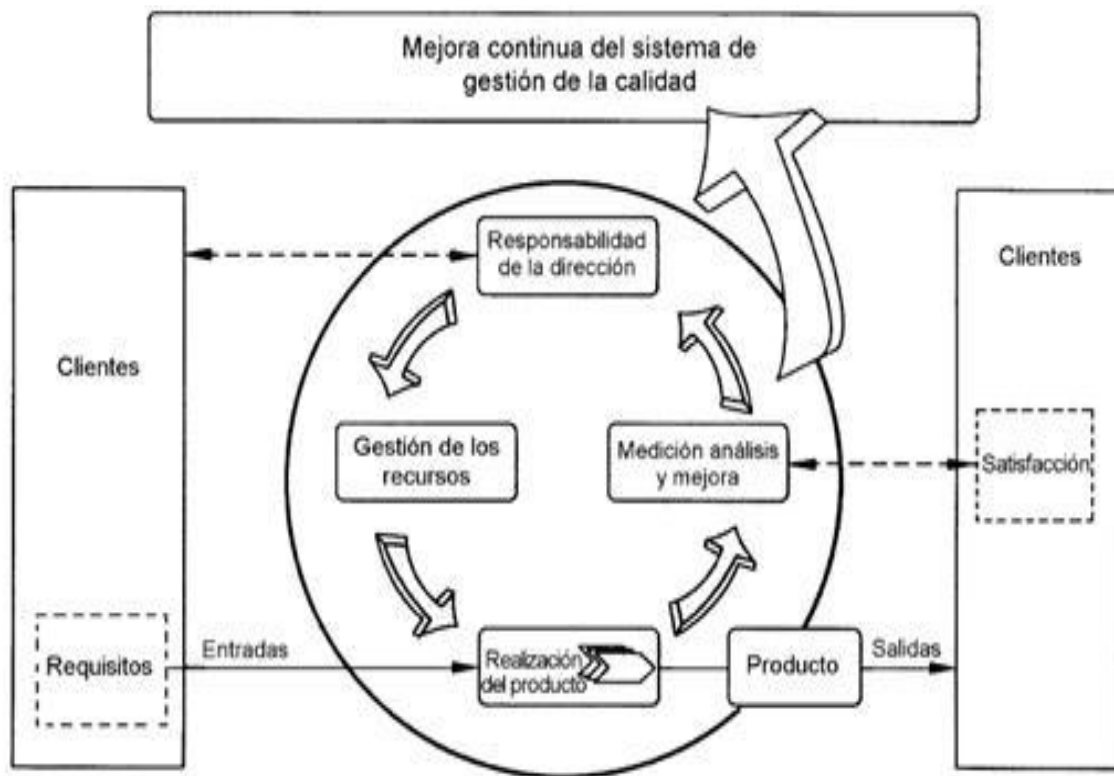 Mejora continua del sistema de
gestión de la calidad
Responsabilidad
de la dirección
Clientes
Clientes
Gestión de los
recursos
Medición análisis
y mejora
Satisfacción
Requisitos
Entradas
Realización
del producto
Producto
Salidas